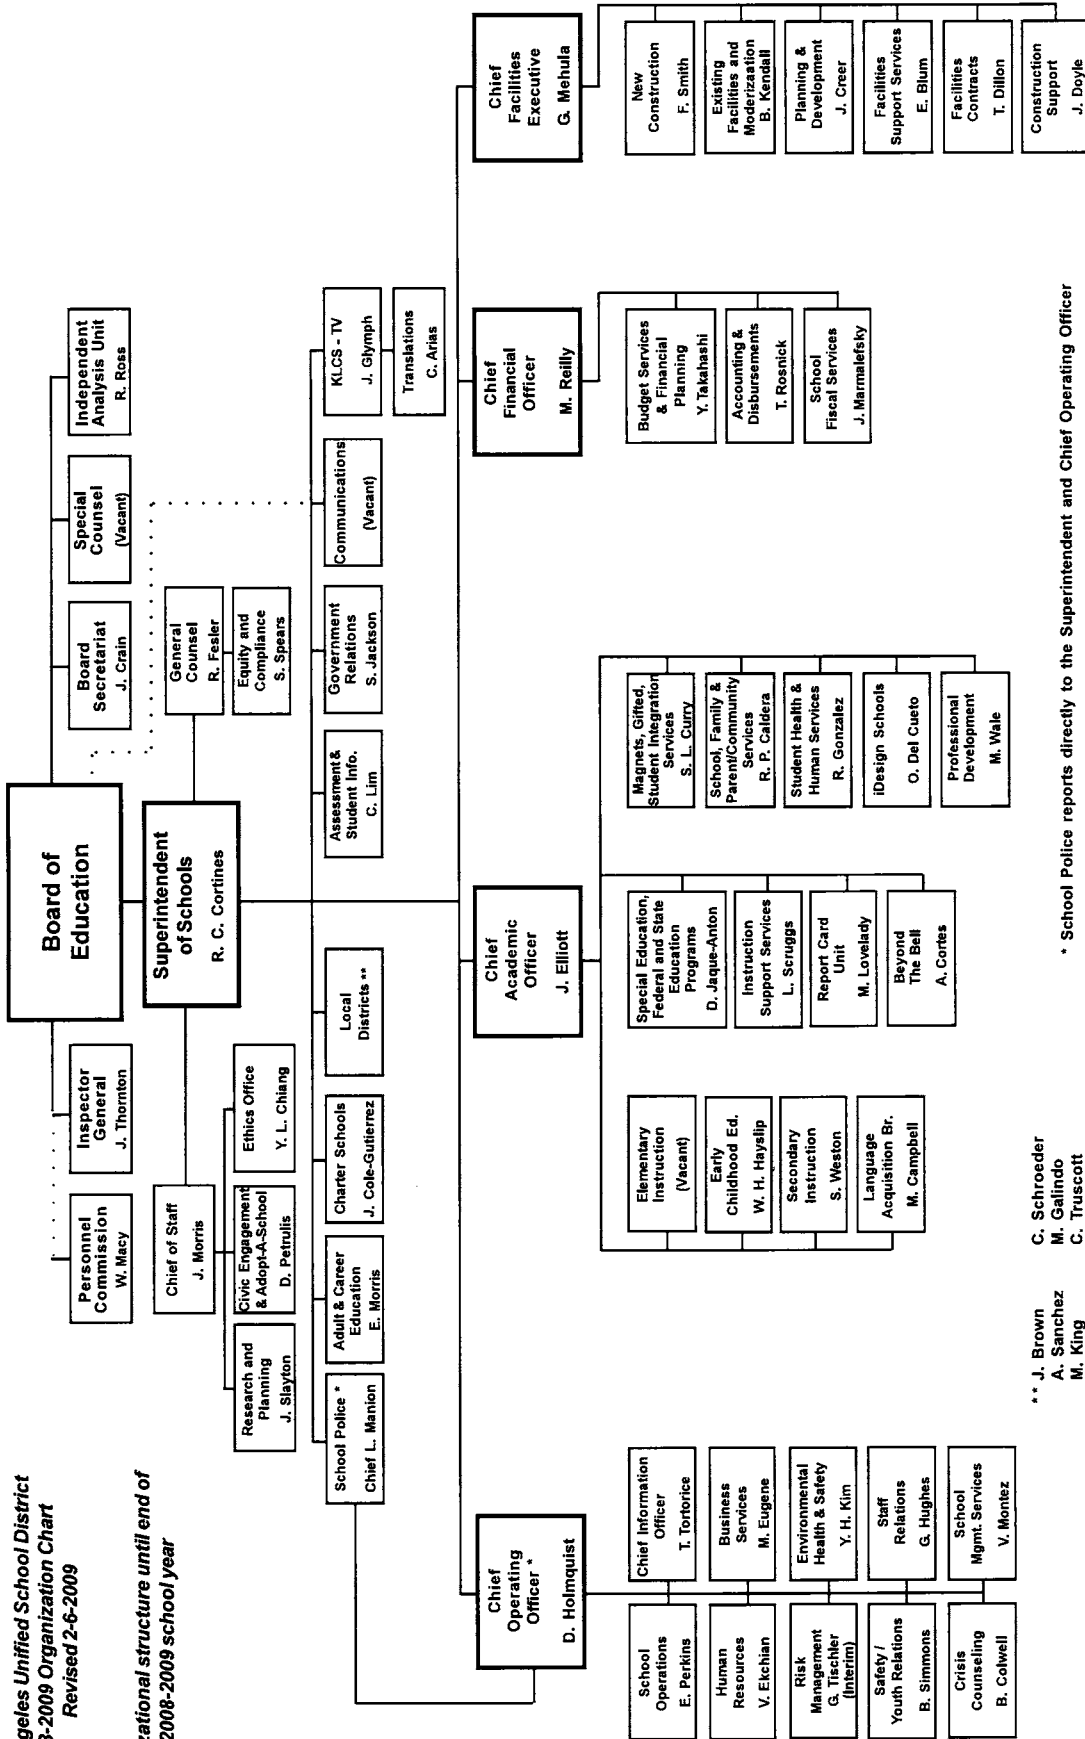 geles Unified School District
-2009 Organization Chart
Revised 2-6-2009
zational structure until end of
2008-2009 school year
Board of
Education
Personnel
Commission
W. Macy
Inspector
General
J. Thornton
Board
Secretariat
J. Crain
Special
Counsel
(Vacant)
Independent
Analysis Unit
R. Ross
Superintendent
of Schools
R. C. Cortines
Chief of Staff
J. Morris
General
Counsel
R. Fesler
Equity and
Compliance
S. Spears
Research and
Planning
J. Slayton
Civic Engagement
& Adopt-A-School
D. Petrulis
Ethics Office
Y. L. Chiang
School Police *
Chief L. Manion
Adult & Career
Education
E. Morris
Charter Schools
J. Cole-Gutierrez
Local
Districts **
Assessment &
Student Info.
C. Lim
Government
Relations
S. Jackson
Communications
(Vacant)
KLCS - TV
J. Glymph
Translations
C. Arias
Chief
Operating
Officer *
D. Holmquist
Chief
Academic
Officer
J. Elliott
Chief
Financial
Officer
M. Reilly
Chief
Facilities
Executive
G. Mehula
School
Operations
E. Perkins
Chief Information
Officer
T. Tortorice
Human
Resources
V. Ekchian
Business
Services
M. Eugene
Risk
Management
G. Tischler
(Interim)
Environmental
Health & Safety
Y. H. Kim
Safety /
Youth Relations
B. Simmons
Staff
Relations
G. Hughes
Crisis
Counseling
B. Colwell
School
Mgmt. Services
V. Montez
Elementary
Instruction
(Vacant)
Early
Childhood Ed.
W. H. Hayslip
Secondary
Instruction
S. Weston
Language
Acquisition Br.
M. Campbell
Special Education,
Federal and State
Education
Programs
D. Jaque-Anton
Instruction
Support Services
L. Scruggs
Report Card
Unit
M. Lovelady
Beyond
The Bell
A. Cortes
Magnets, Gifted,
Student Integration
Services
S. L. Curry
School, Family &
Parent/Community
Services
R. P. Caldera
Student Health &
Human Services
R. Gonzalez
iDesign Schools
O. Del Cueto
Professional
Development
M. Wale
Budget Services
& Financial
Planning
Y. Takahashi
Accounting &
Disbursements
T. Rosnick
School
Fiscal Services
J. Marmalefsky
New
Construction
F. Smith
Existing
Facilities and
Moderizaation
B. Kendall
Planning &
Development
J. Creer
Facilities
Support Services
E. Blum
Facilities
Contracts
T. Dillon
Construction
Support
J. Doyle
** J. Brown C. Schroeder
A. Sanchez M. Galindo
M. King C. Truscott
* School Police reports directly to the Superintendent and Chief Operating Officer